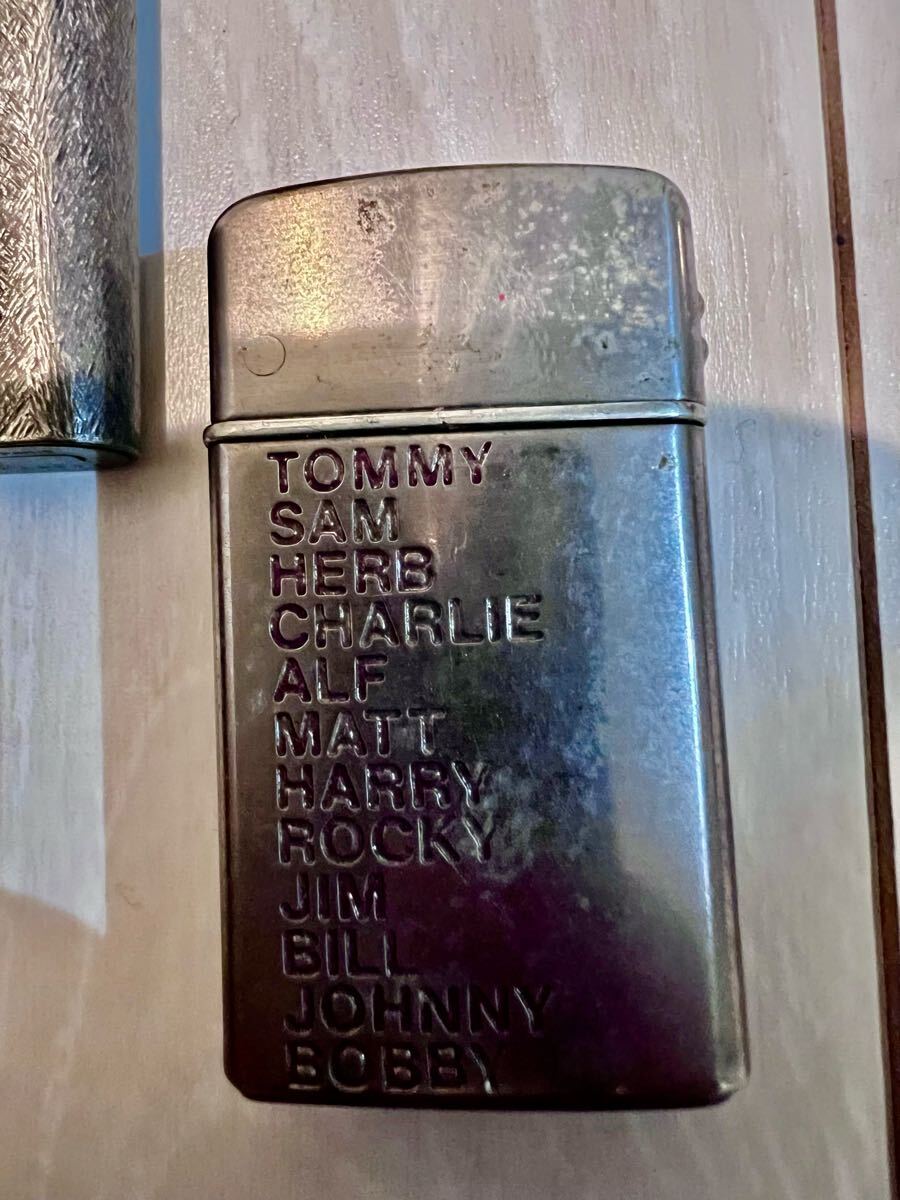 TOMMY
SAM
HERB
CHARLIE
ALF
MATT
HARRY
ROCKY
JIM
BILL
JOHNNY
BOBBY